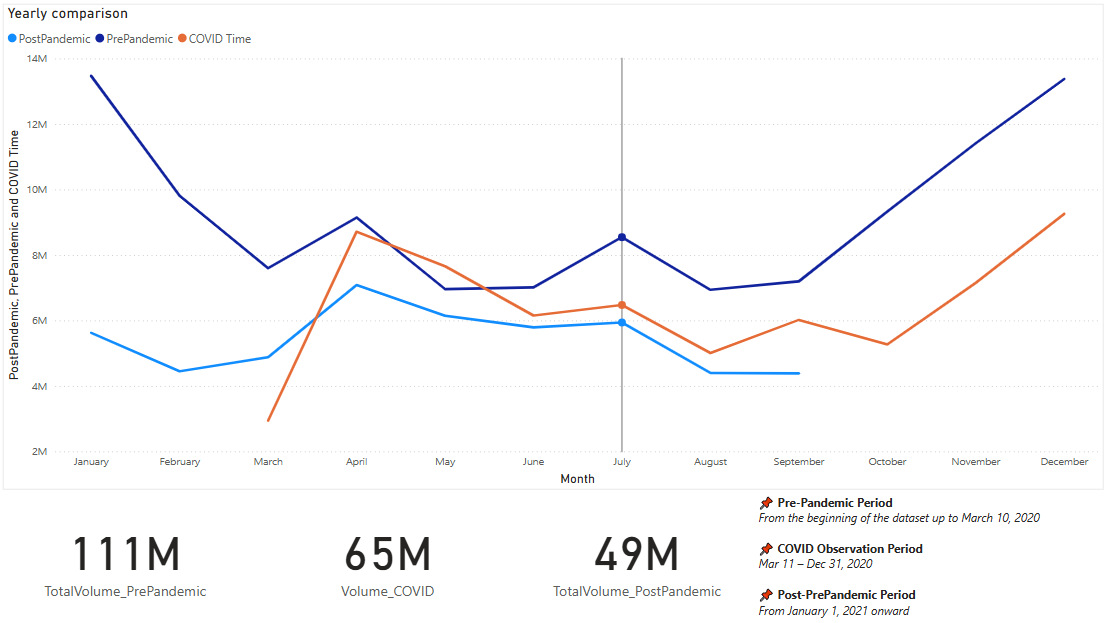 Yearly comparison
PostPandemic PrePandemic COVID Time
14M
12M
10M
8M
6M
4M
2M
PostPandemic, PrePandemic and COVID Time
January February March April May June July August September October November December
Month
111M
TotalVolume_PrePandemic
65M
Volume_COVID
49M
TotalVolume_PostPandemic
Pre-Pandemic Period
From the beginning of the dataset up to March 10, 2020
COVID Observation Period
Mar 11 – Dec 31, 2020
Post-PrePandemic Period
From January 1, 2021 onward